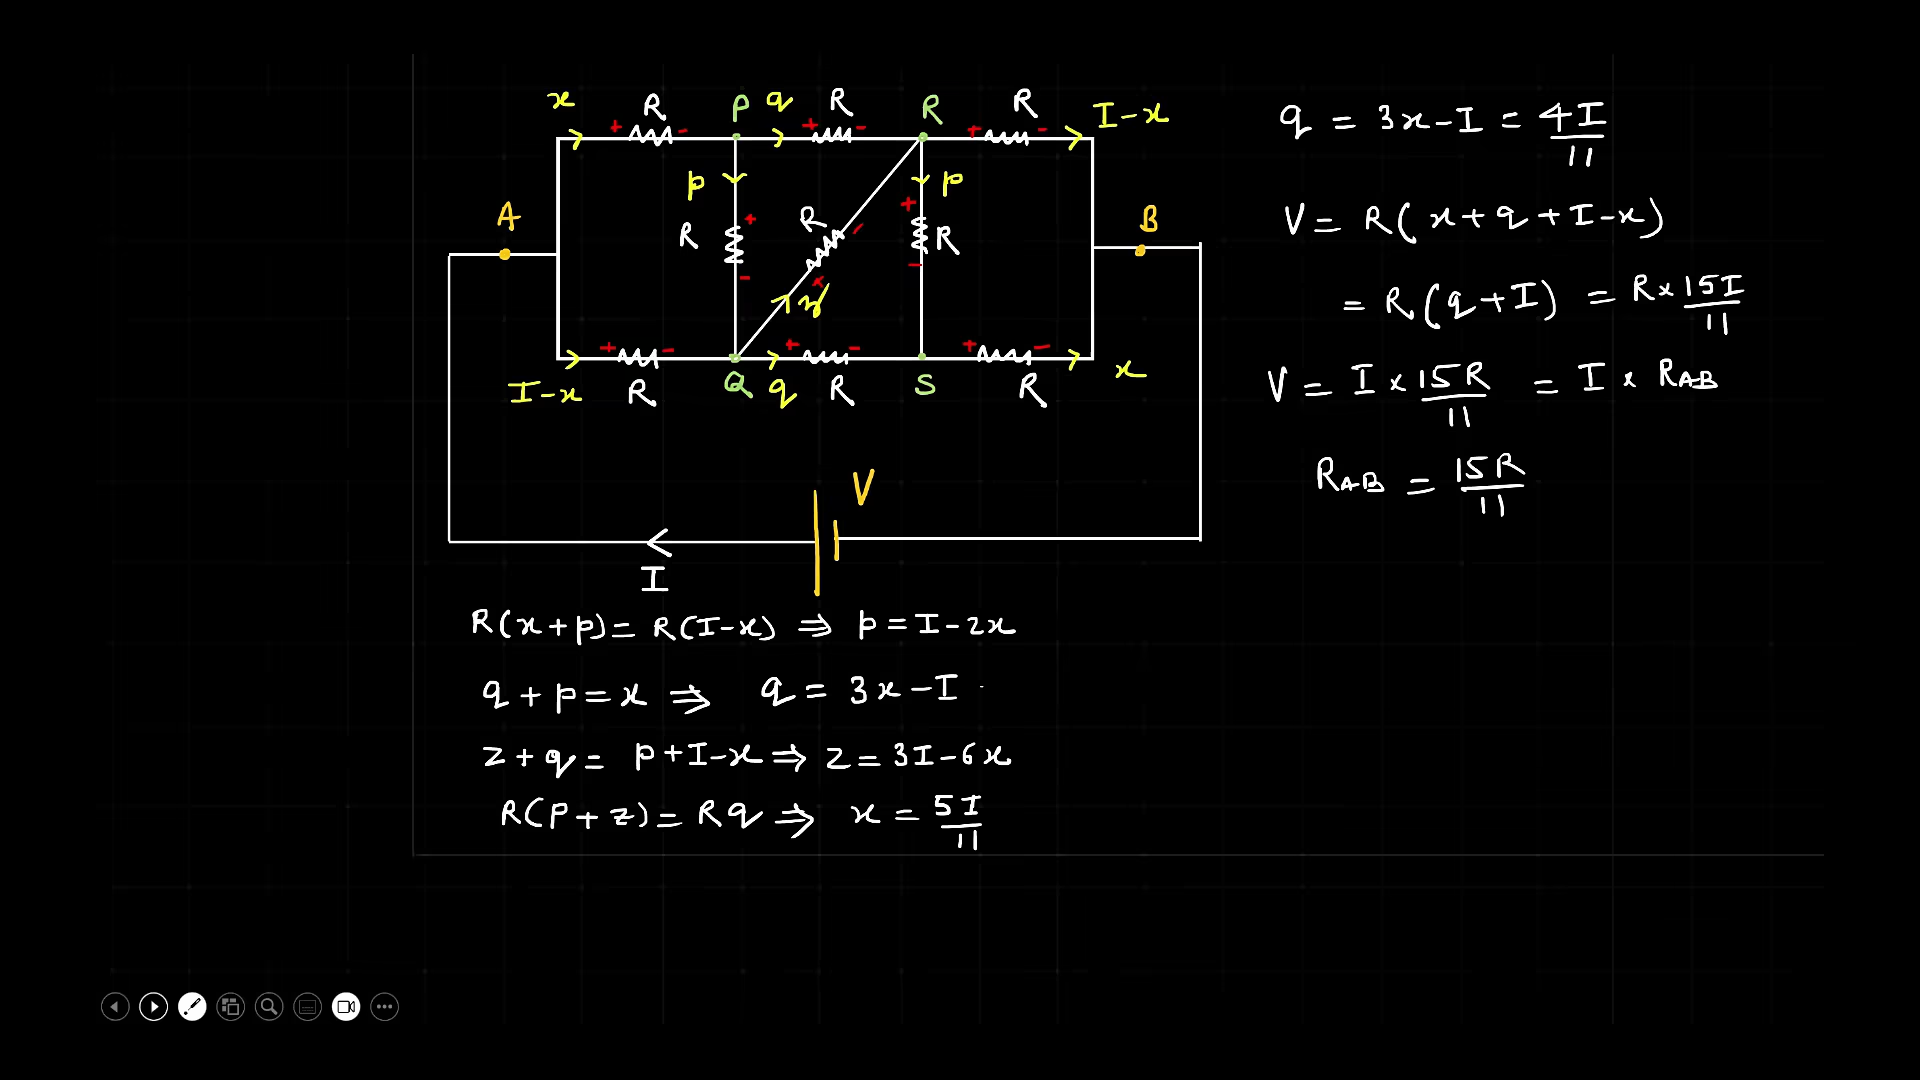 x R P q R R R I-x
+ - + - + -
p p
A R + - R - + z + R - B
+ - + - + -
I-x R Q q R S R x
V
I
R(x+p) = R(I-x) ⇒ p = I-2x
q + p = x ⇒ q = 3x-I
z + q = p+I-x ⇒ z = 3I-6x
R(p+z) = Rq ⇒ x = 5I/11
q = 3x-I = 4I/11
V = R(x+q+I-x)
= R(q+I) = R×15I/11
V = I × 15R/11 = I × RAB
RAB = 15R/11